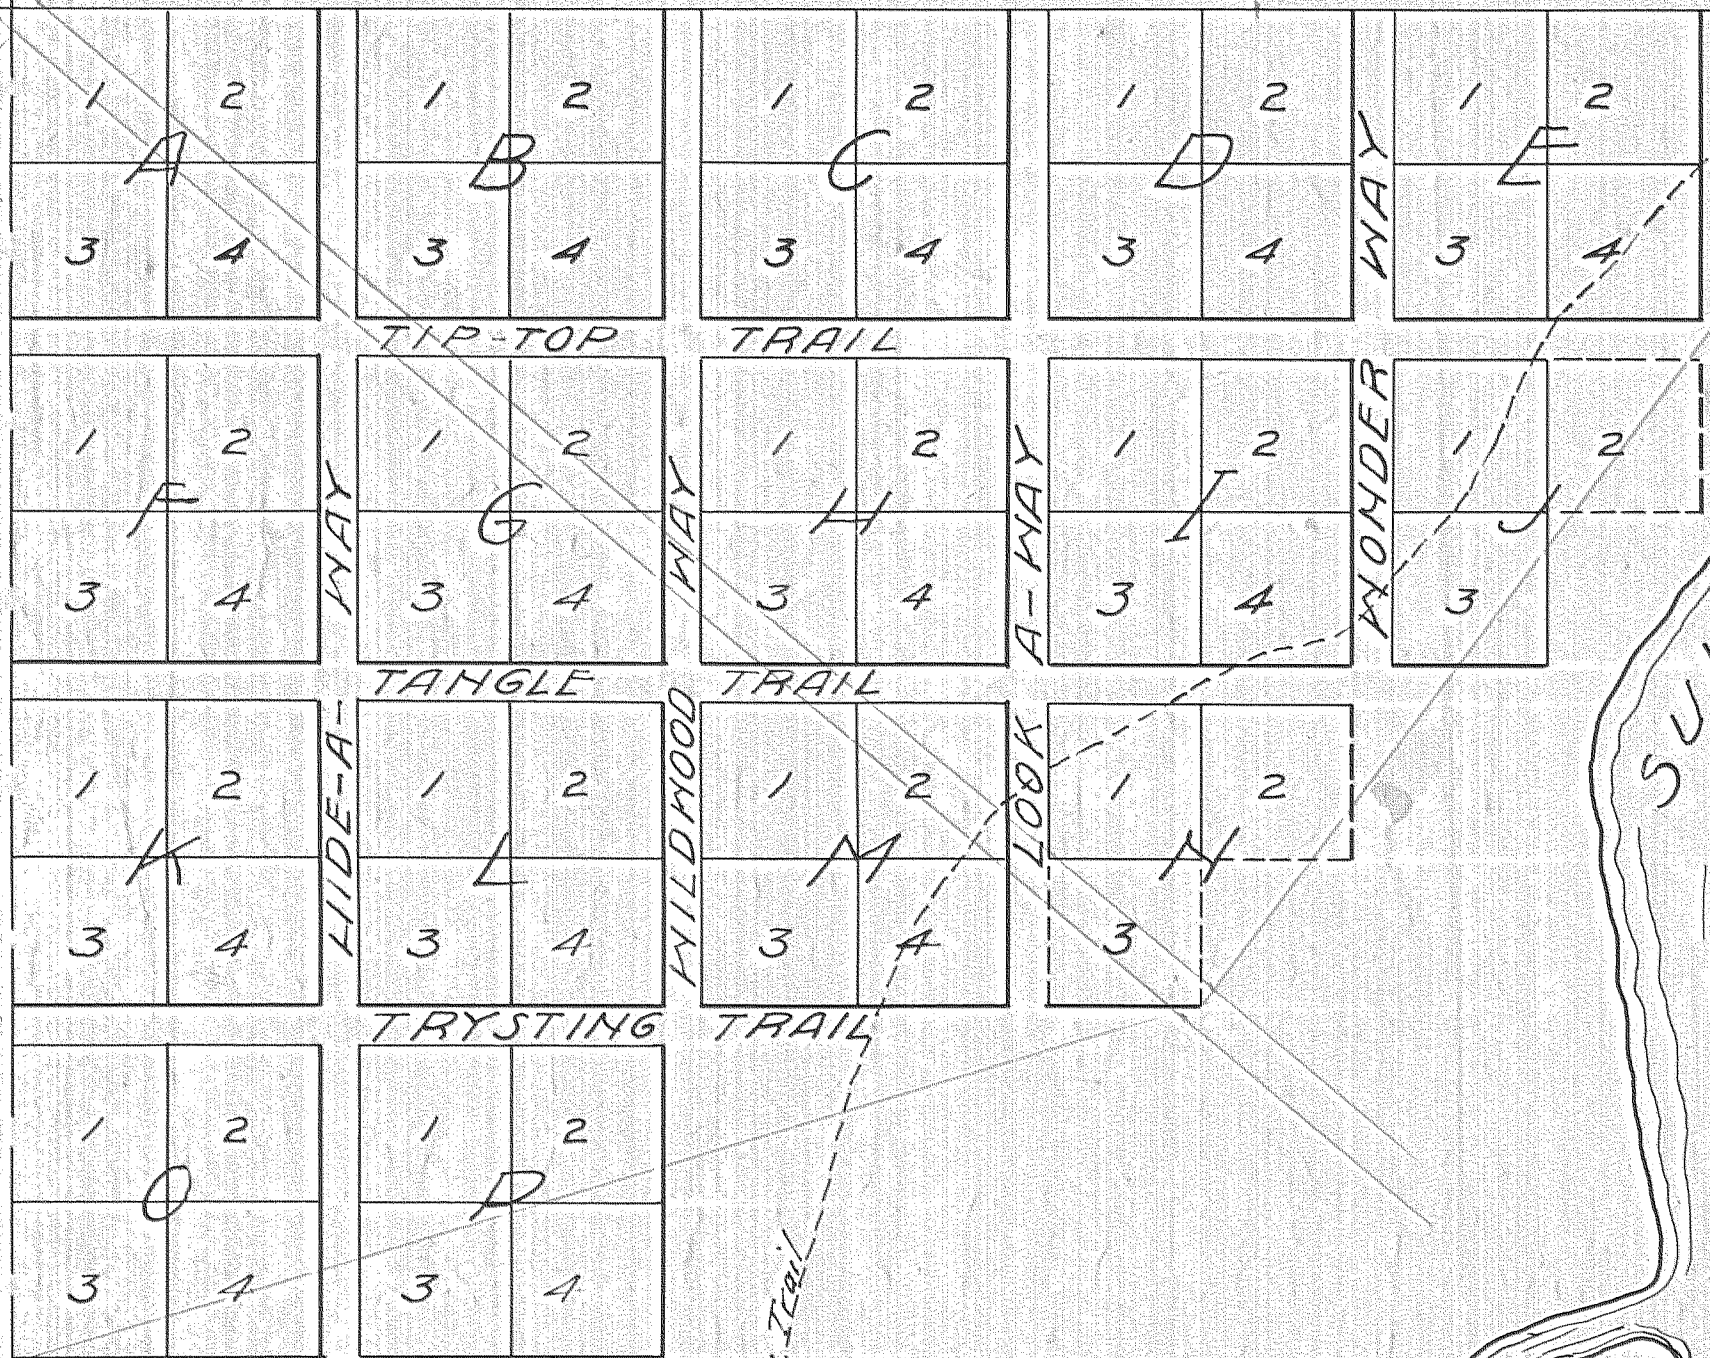 1 2 1 2 1 2 1 2 1 2
A B C D E
3 4 3 4 3 4 3 4 3 4
TIP-TOP TRAIL
1 2 1 2 1 2 1 2 1 2
F G H I J
3 4 3 4 3 4 3 4 3
TANGLE TRAIL
1 2 1 2 1 2 1 2
K L M N
3 4 3 4 3 4 3
TRYSTING TRAIL
1 2 1 2
O P
3 4 3 4
HIDE-A-WAY
WILDWOOD WAY
LOOK A-WAY
WONDER WAY
Trail
SU